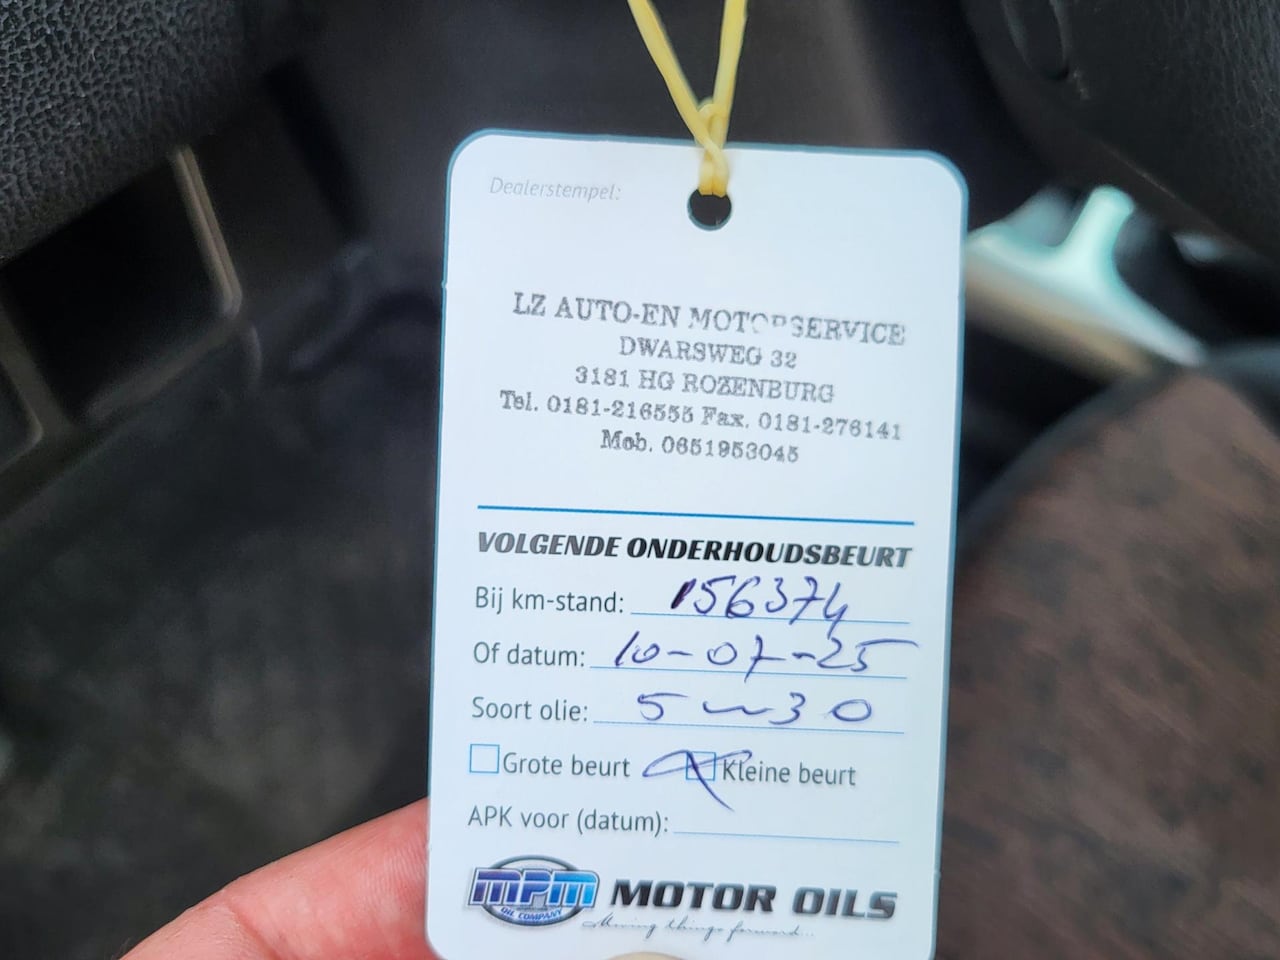 Dealerstempel:
LZ AUTO-EN MOTORSERVICE
DWARSWEG 32
3181 HG ROZENBURG
Tel. 0181-216555 Fax. 0181-276141
Mob. 0651953045
VOLGENDE ONDERHOUDSBEURT
Bij km-stand: 156374
Of datum: 10-07-25
Soort olie: 5w30
Grote beurt Kleine beurt
APK voor (datum):
MPM MOTOR OILS
OIL COMPANY
Moving things forward...